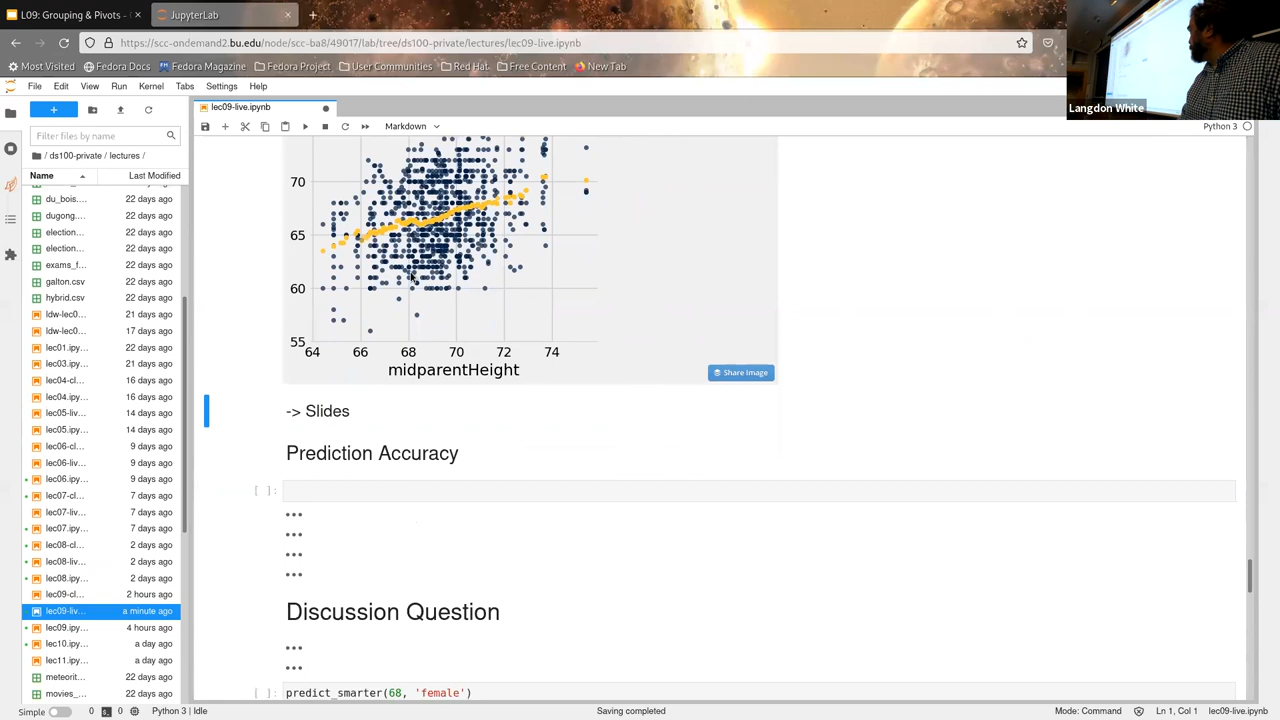 L09: Grouping & Pivots -
JupyterLab
https://scc-ondemand2.bu.edu/node/scc-ba8/49017/lab/tree/ds100-private/lectures/lec09-live.ipynb
Most Visited
Fedora Docs
Fedora Magazine
Fedora Project
User Communities
Red Hat
Free Content
New Tab
Langdon White
File Edit View Run Kernel Tabs Settings Help
lec09-live.ipynb
Filter files by name
Markdown
Python 3
/ ds100-private / lectures /
Name Last Modified
du_bois.... 22 days ago
dugong.... 22 days ago
election... 22 days ago
election... 22 days ago
exams_f... 22 days ago
galton.csv 22 days ago
hybrid.csv 22 days ago
ldw-lec0... 21 days ago
ldw-lec0... 17 days ago
lec01.ipy... 22 days ago
lec03.ipy... 21 days ago
lec04-cl... 16 days ago
lec04.ipy... 16 days ago
lec05-liv... 14 days ago
lec05.ipy... 14 days ago
lec06-cl... 9 days ago
lec06-liv... 9 days ago
lec06.ipy... 9 days ago
lec07-cl... 7 days ago
lec07-liv... 7 days ago
lec07.ipy... 7 days ago
lec08-cl... 2 days ago
lec08-liv... 2 days ago
lec08.ipy... 2 days ago
lec09-cl... 2 hours ago
lec09-liv... a minute ago
lec09.ipy... 4 hours ago
lec10.ipy... a day ago
lec11.ipy... a day ago
meteorit... 22 days ago
movies_... 22 days ago
70
65
60
55
64 66 68 70 72 74
midparentHeight
Share Image
-> Slides
Prediction Accuracy
[ ]:
Discussion Question
[ ]: predict_smarter(68, 'female')
Simple 0 0 Python 3 | Idle Saving completed Mode: Command Ln 1, Col 1 lec09-live.ipynb